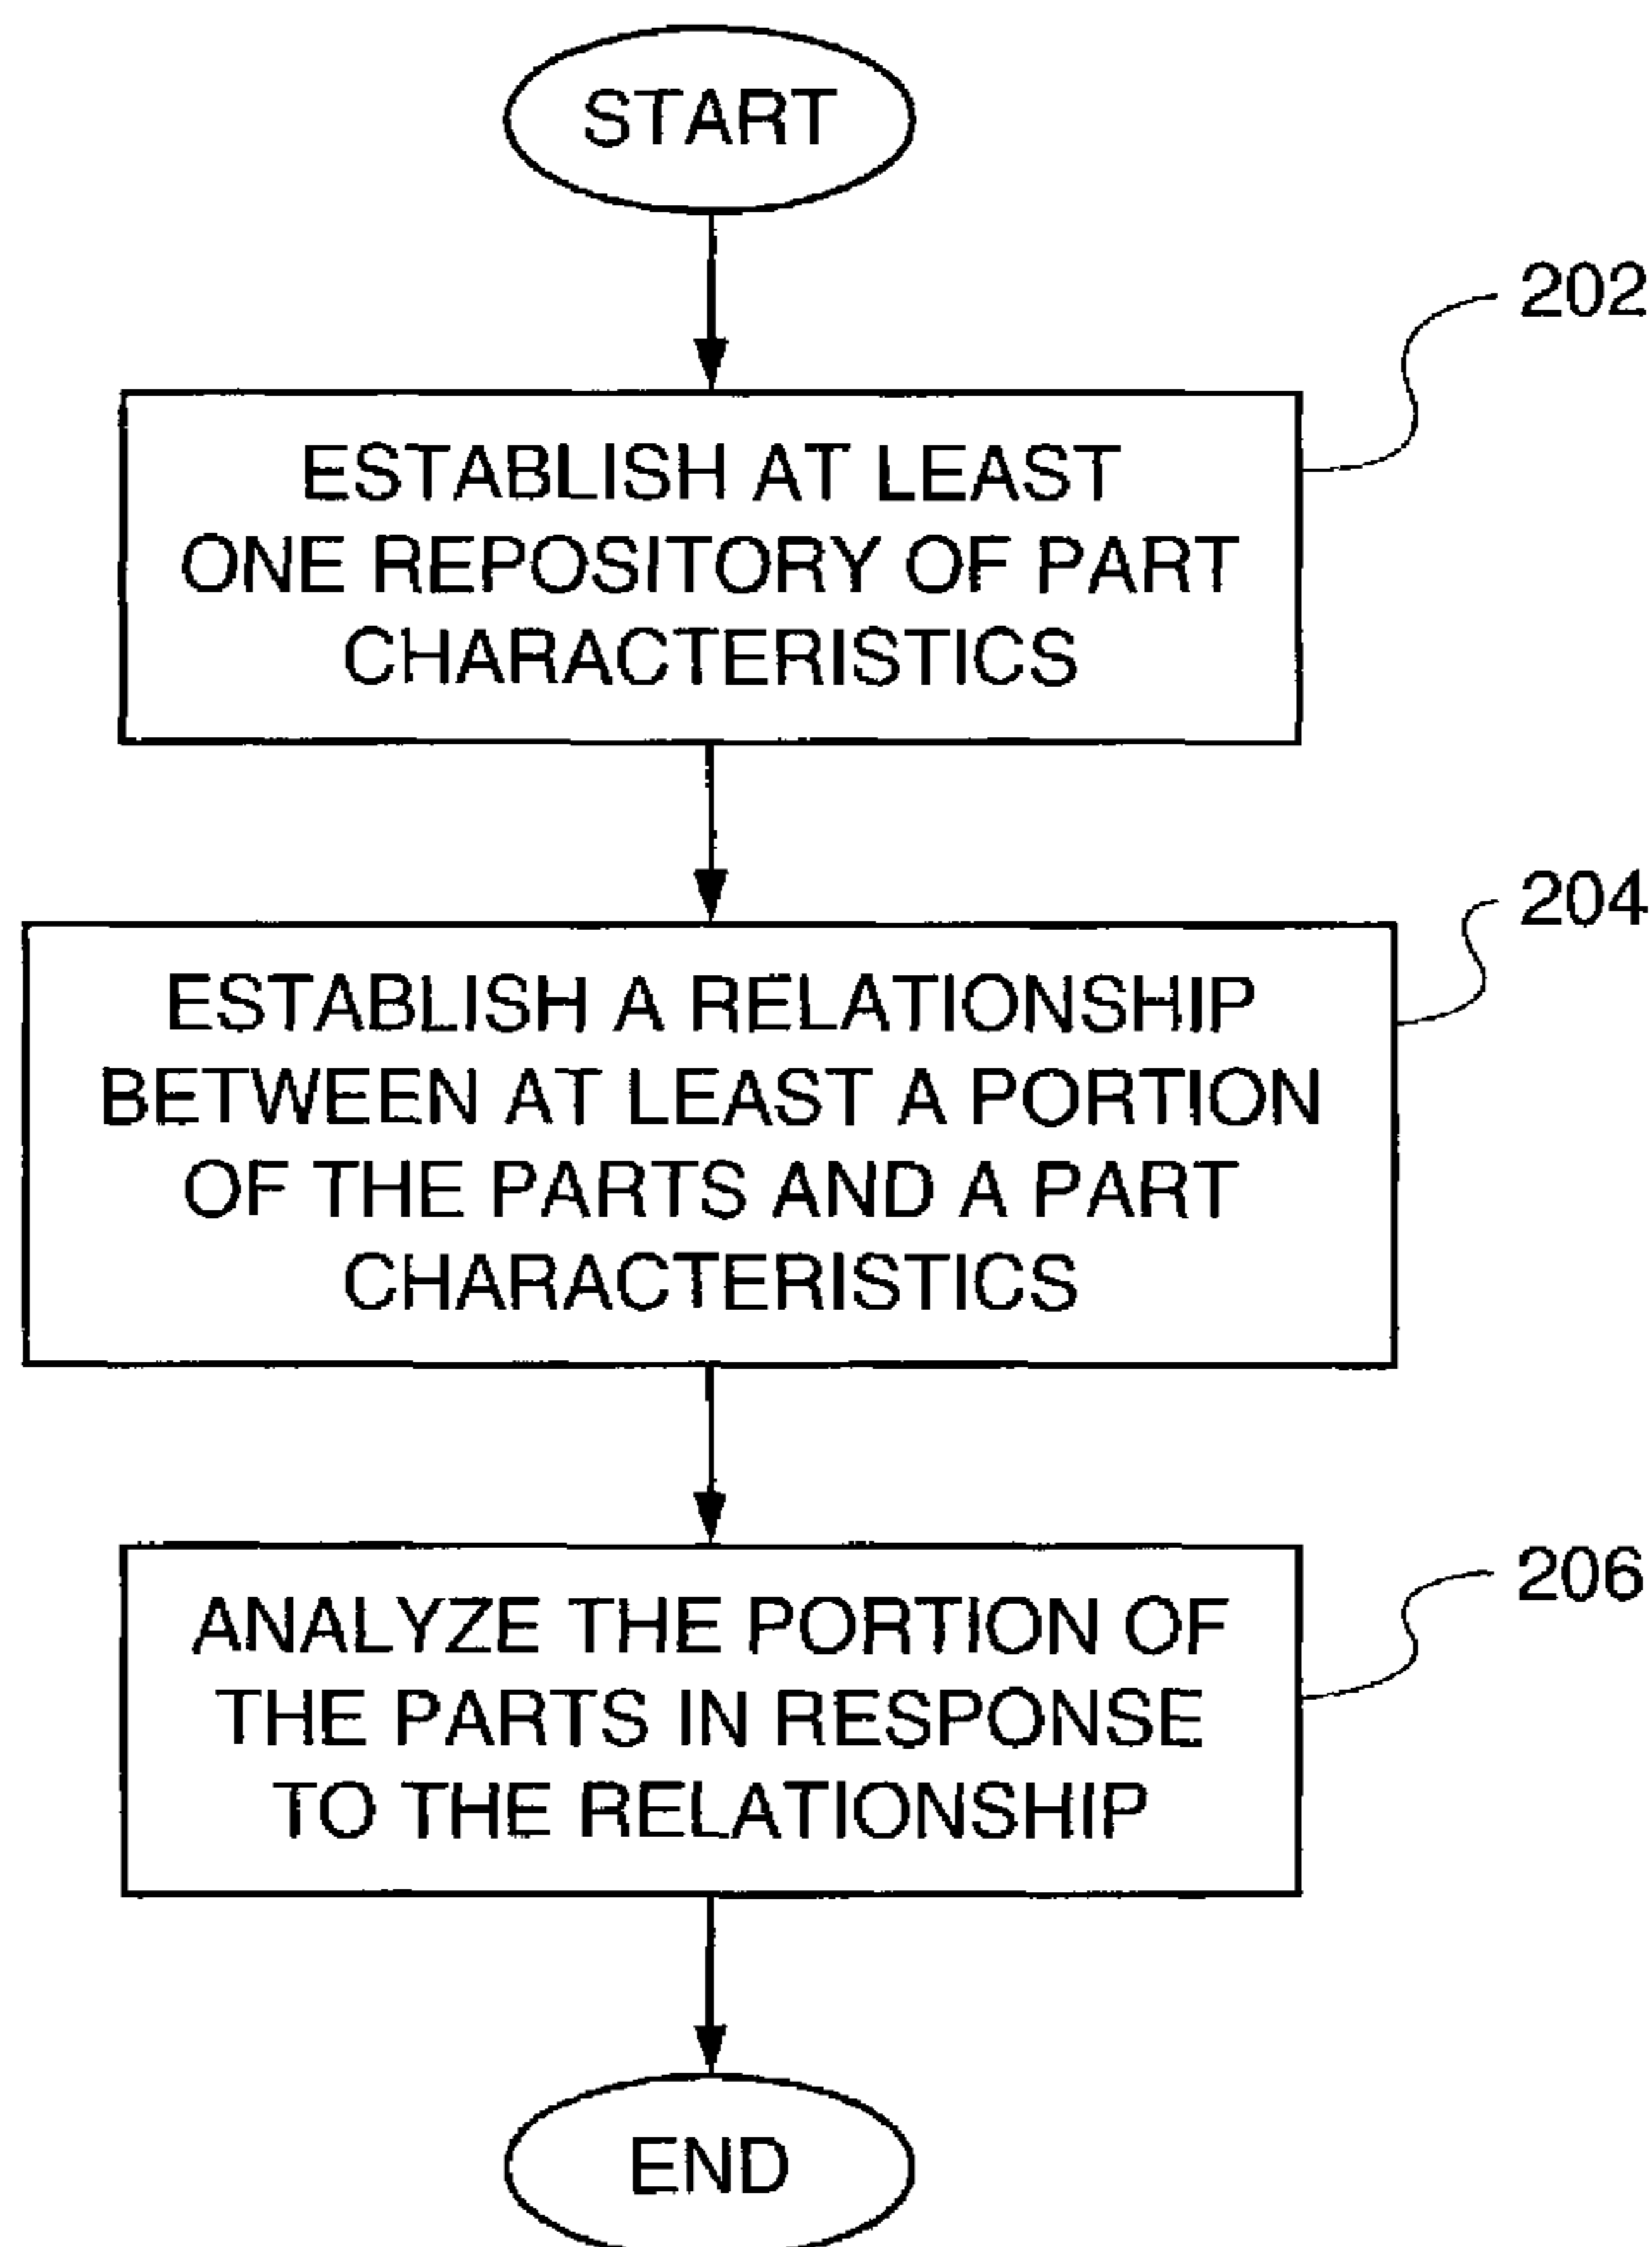 START
202
ESTABLISH AT LEAST
ONE REPOSITORY OF PART
CHARACTERISTICS
204
ESTABLISH A RELATIONSHIP
BETWEEN AT LEAST A PORTION
OF THE PARTS AND A PART
CHARACTERISTICS
206
ANALYZE THE PORTION OF
THE PARTS IN RESPONSE
TO THE RELATIONSHIP
END